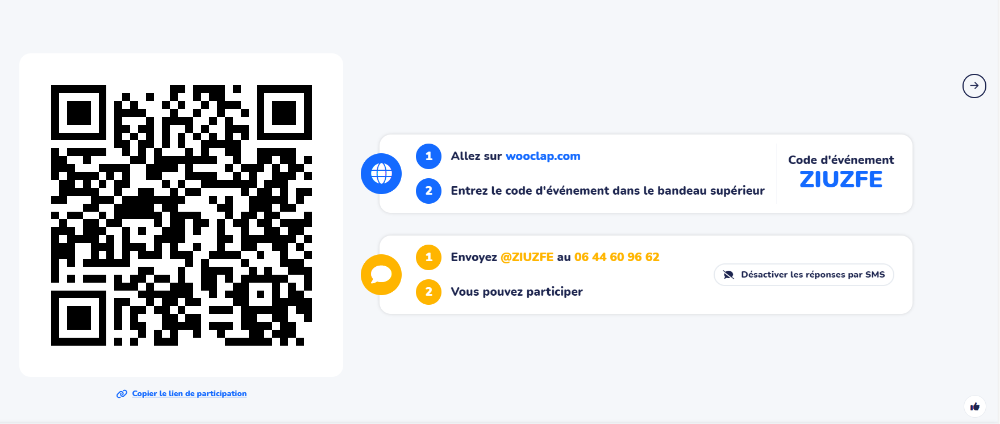 1 Allez sur wooclap.com
2 Entrez le code d'événement dans le bandeau supérieur
Code d'événement
ZIUZFE
1 Envoyez @ZIUZFE au 06 44 60 96 62
2 Vous pouvez participer
Désactiver les réponses par SMS
Copier le lien de participation